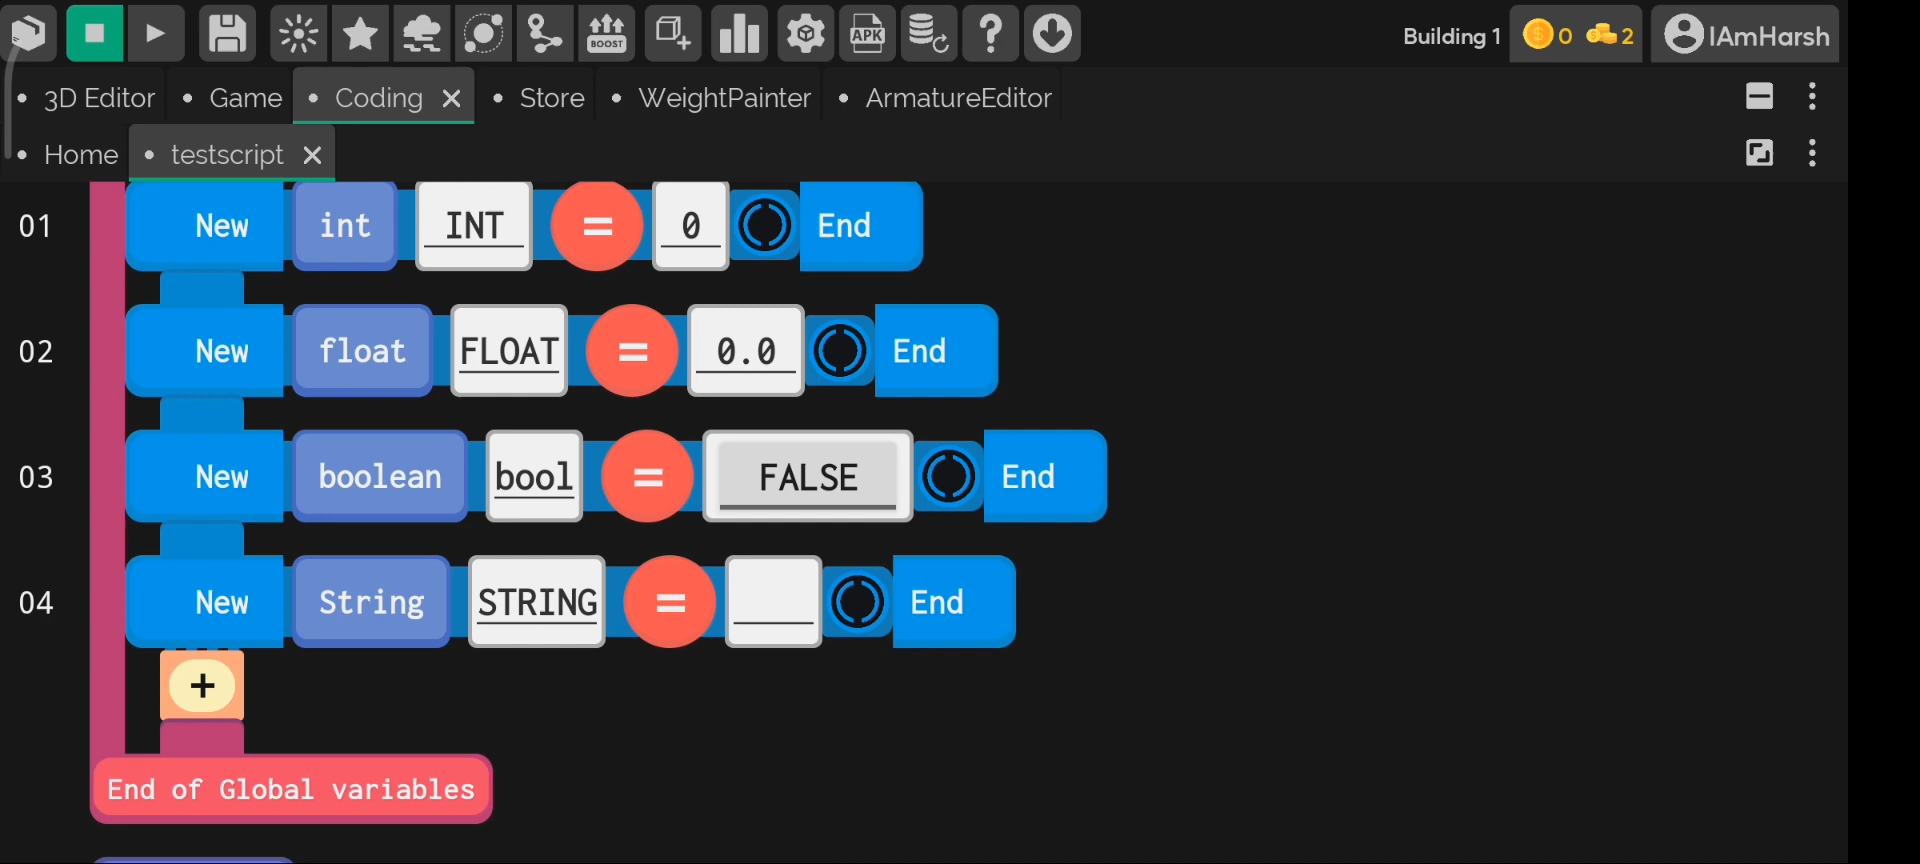 BOOST
APK
Building 1
0
2
IAmHarsh
3D Editor
Game
Coding
Store
WeightPainter
ArmatureEditor
Home
testscript
01 New int INT = 0 End
02 New float FLOAT = 0.0 End
03 New boolean bool = FALSE End
04 New String STRING = End
+
End of Global variables